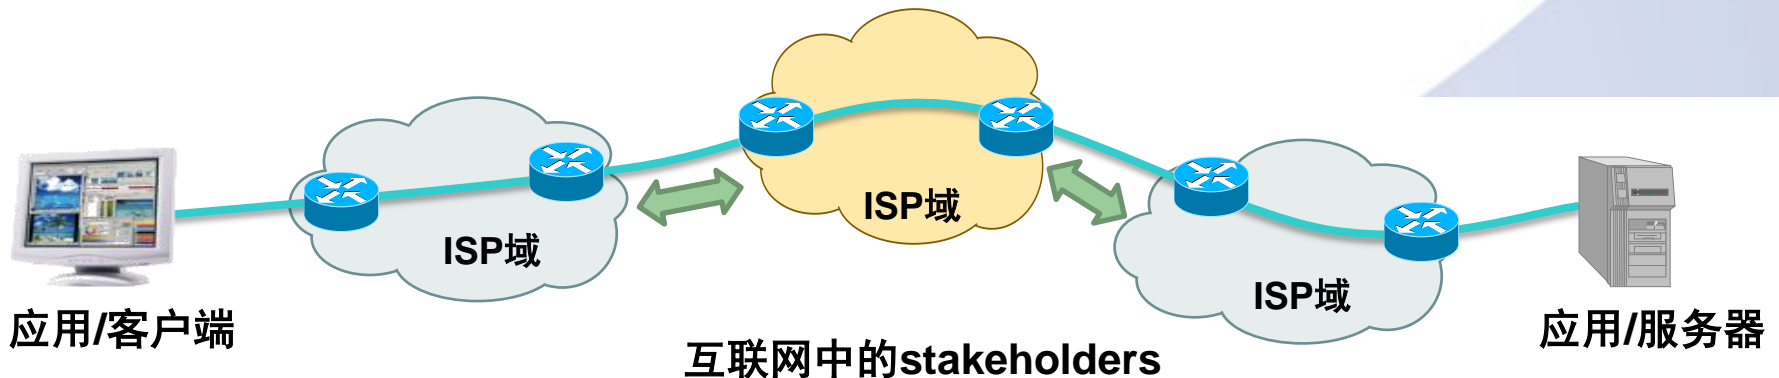 ISP域
ISP域
ISP域
应用/客户端
应用/服务器
互联网中的stakeholders